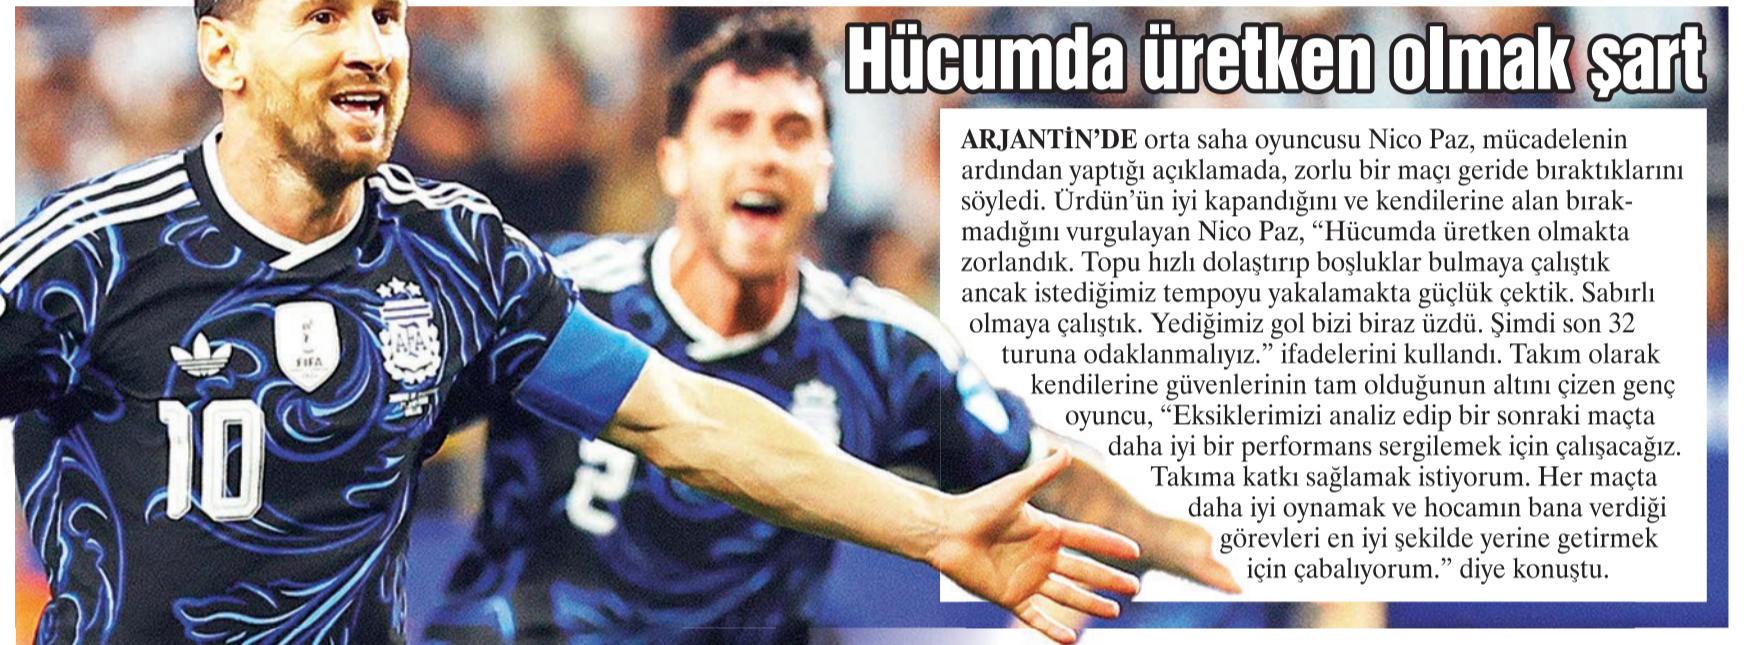 Hücumda üretken olmak şart
ARJANTİN'DE orta saha oyuncusu Nico Paz, mücadelenin
ardından yaptığı açıklamada, zorlu bir maçı geride bıraktıklarını
söyledi. Ürdün'ün iyi kapandığını ve kendilerine alan bırak-
madığını vurgulayan Nico Paz, “Hücumda üretken olmakta
zorlandık. Topu hızlı dolaştırıp boşluklar bulmaya çalıştık
ancak istediğimiz tempoyu yakalamakta güçlük çektik. Sabırlı
olmaya çalıştık. Yediğimiz gol bizi biraz üzdü. Şimdi son 32
turuna odaklanmalıyız.” ifadelerini kullandı. Takım olarak
kendilerine güvenlerinin tam olduğunun altını çizen genç
oyuncu, “Eksiklerimizi analiz edip bir sonraki maçta
daha iyi bir performans sergilemek için çalışacağız.
Takıma katkı sağlamak istiyorum. Her maçta
daha iyi oynamak ve hocamın bana verdiği
görevleri en iyi şekilde yerine getirmek
için çabalıyorum.” diye konuştu.
FIFA
AFA
10
2